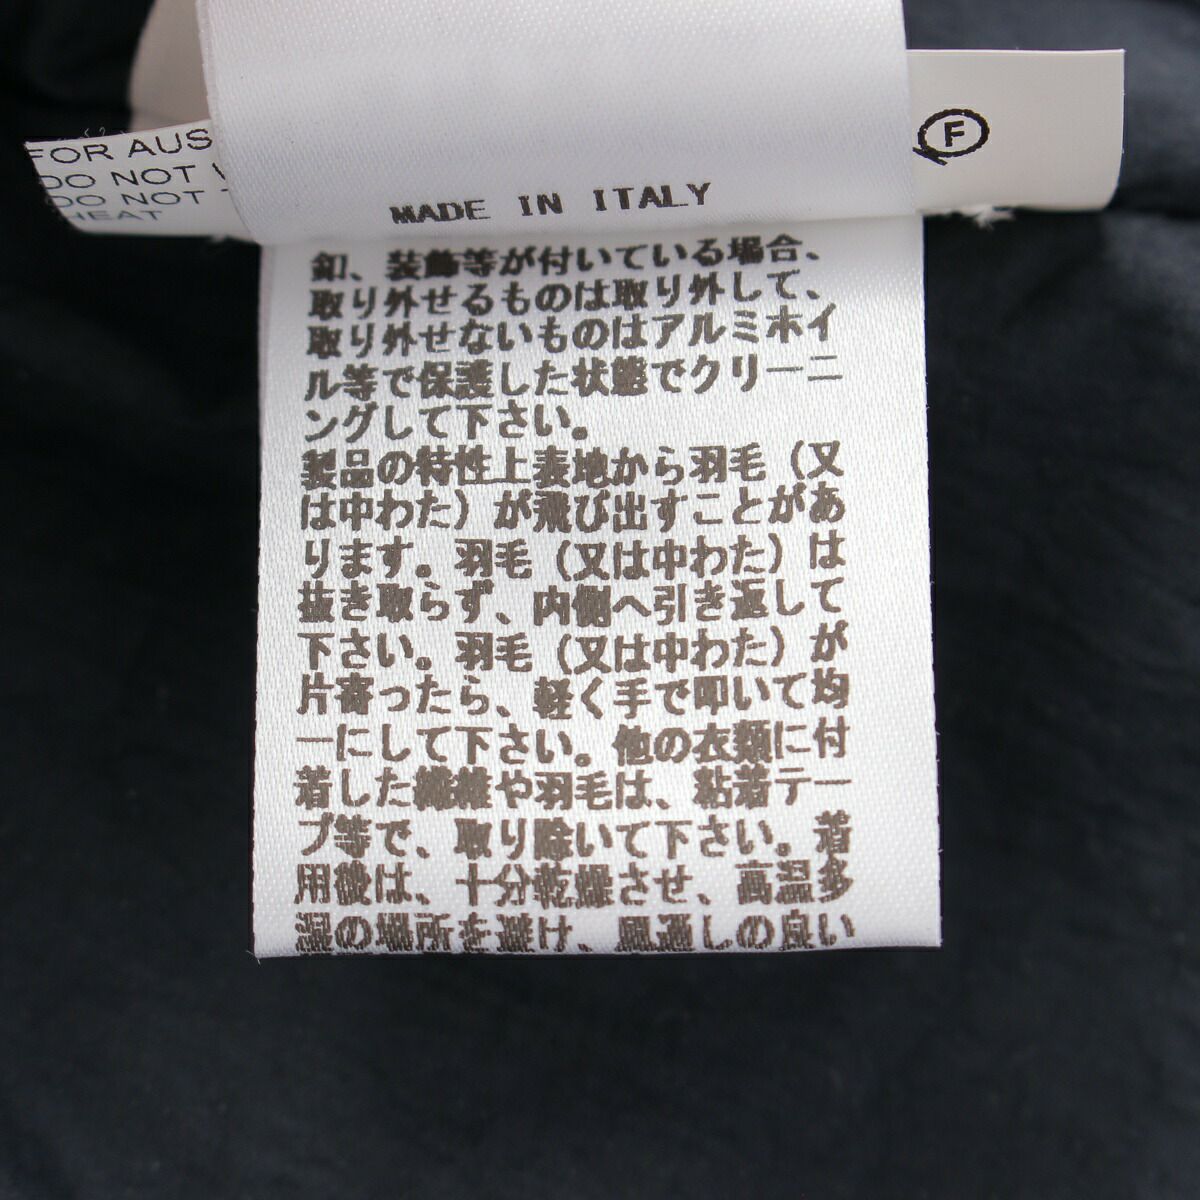 FOR AUS
DO NOT
DO NOT
HEAT
F
MADE IN ITALY
釦、装飾等が付いている場合、
取り外せるものは取り外して、
取り外せないものはアルミホイ
ル等で保護した状態でクリーニ
ングして下さい。
製品の特性上表地から羽毛（又
は中わた）が飛び出すことがあ
ります。羽毛（又は中わた）は
抜き取らず、内側へ引き返して
下さい。羽毛（又は中わた）が
片寄ったら、軽く手で叩いて均
一にして下さい。他の衣類に付
着した繊維や羽毛は、粘着テー
プ等で、取り除いて下さい。着
用後は、十分乾燥させ、高温多
湿の場所を避け、風通しの良い